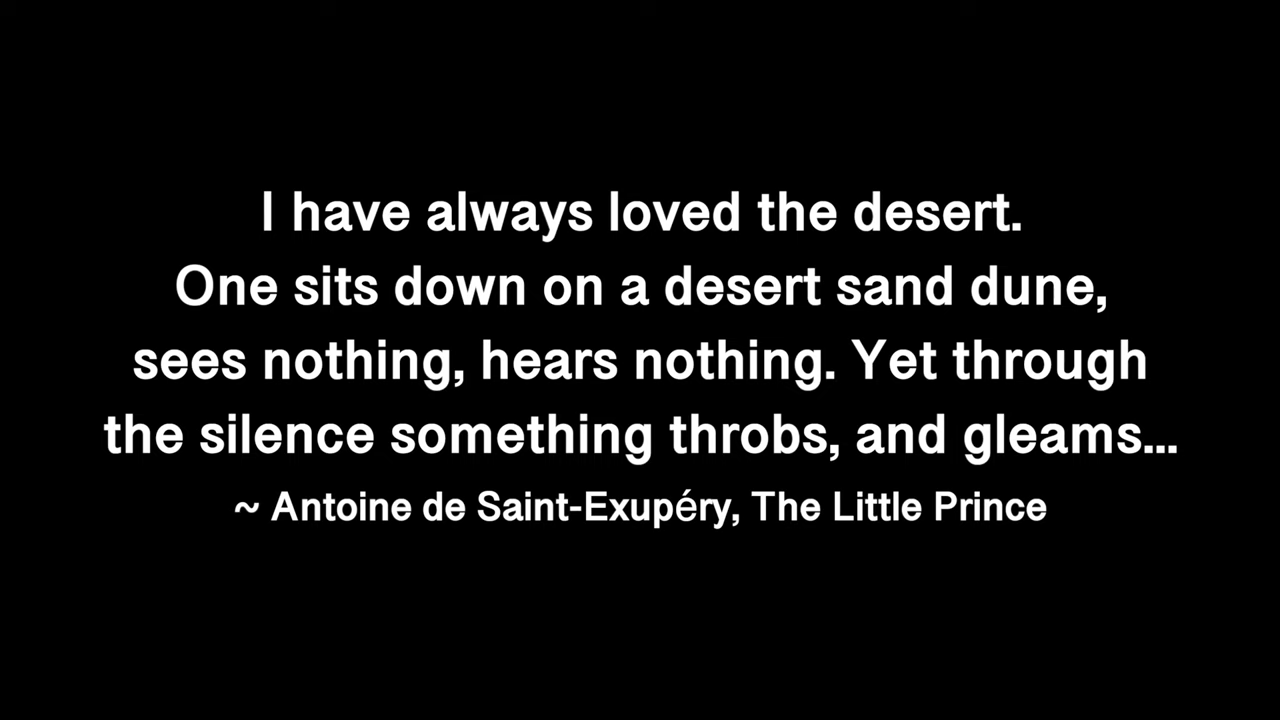 I have always loved the desert.
One sits down on a desert sand dune,
sees nothing, hears nothing. Yet through
the silence something throbs, and gleams...
~ Antoine de Saint-Exupéry, The Little Prince